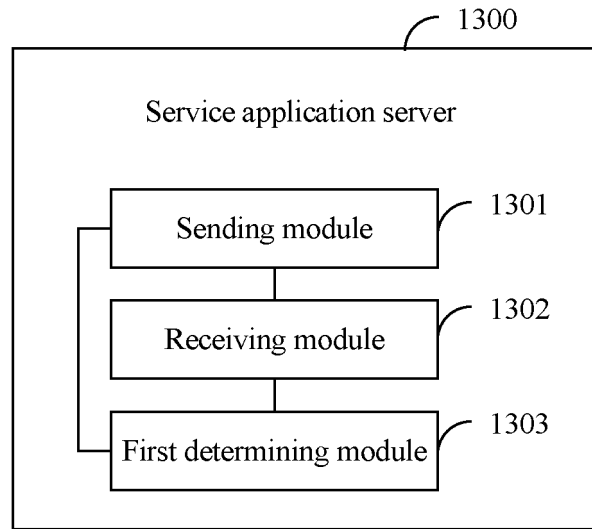 1300
Service application server
1301
Sending module
1302
Receiving module
1303
First determining module